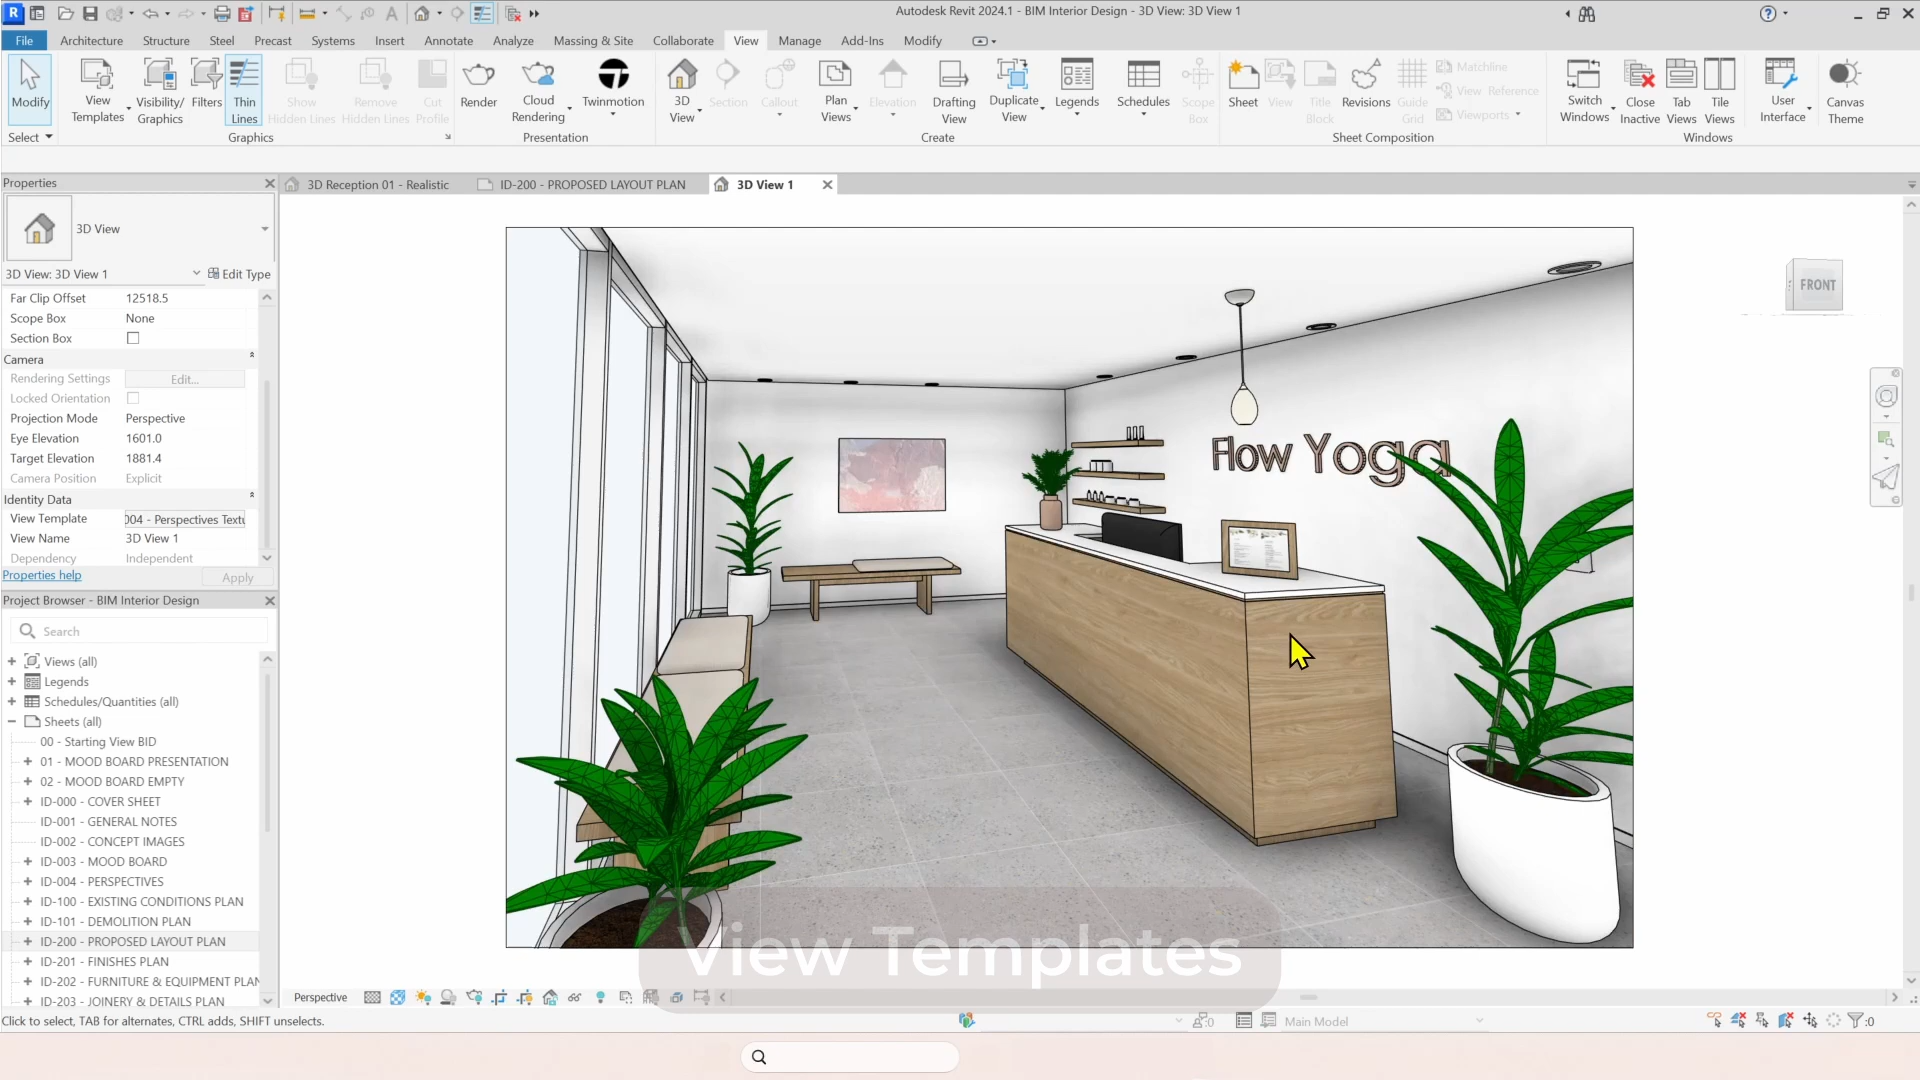 Autodesk Revit 2024.1 - BIM Interior Design - 3D View: 3D View 1
File Architecture Structure Steel Precast Systems Insert Annotate Analyze Massing & Site Collaborate View Manage Add-Ins Modify
Modify
View Templates
Visibility/ Graphics
Filters
Thin Lines
Show Hidden Lines
Remove Hidden Lines
Cut Profile
Render
Cloud Rendering
Twinmotion
3D View
Section
Callout
Plan Views
Elevation
Drafting View
Duplicate View
Legends
Schedules
Scope Box
Sheet
View
Title Block
Revisions
Guide Grid
Matchline
View Reference
Viewports
Switch Windows
Close Inactive
Tab Views
Tile Views
User Interface
Canvas Theme
Select Graphics Presentation Create Sheet Composition Windows
Properties
3D Reception 01 - Realistic
ID-200 - PROPOSED LAYOUT PLAN
3D View 1
3D View
3D View: 3D View 1 Edit Type
Far Clip Offset 12518.5
Scope Box None
Section Box
Camera
Rendering Settings Edit...
Locked Orientation
Projection Mode Perspective
Eye Elevation 1601.0
Target Elevation 1881.4
Camera Position Explicit
Identity Data
View Template 004 - Perspectives Textu
View Name 3D View 1
Dependency Independent
Properties help Apply
Project Browser - BIM Interior Design
Search
Views (all)
Legends
Schedules/Quantities (all)
Sheets (all)
00 - Starting View BID
01 - MOOD BOARD PRESENTATION
02 - MOOD BOARD EMPTY
ID-000 - COVER SHEET
ID-001 - GENERAL NOTES
ID-002 - CONCEPT IMAGES
ID-003 - MOOD BOARD
ID-004 - PERSPECTIVES
ID-100 - EXISTING CONDITIONS PLAN
ID-101 - DEMOLITION PLAN
ID-200 - PROPOSED LAYOUT PLAN
ID-201 - FINISHES PLAN
ID-202 - FURNITURE & EQUIPMENT PLAN
ID-203 - JOINERY & DETAILS PLAN
FRONT
Flow Yoga
View Templates
Perspective
Click to select, TAB for alternates, CTRL adds, SHIFT unselects.
:0
Main Model
:0